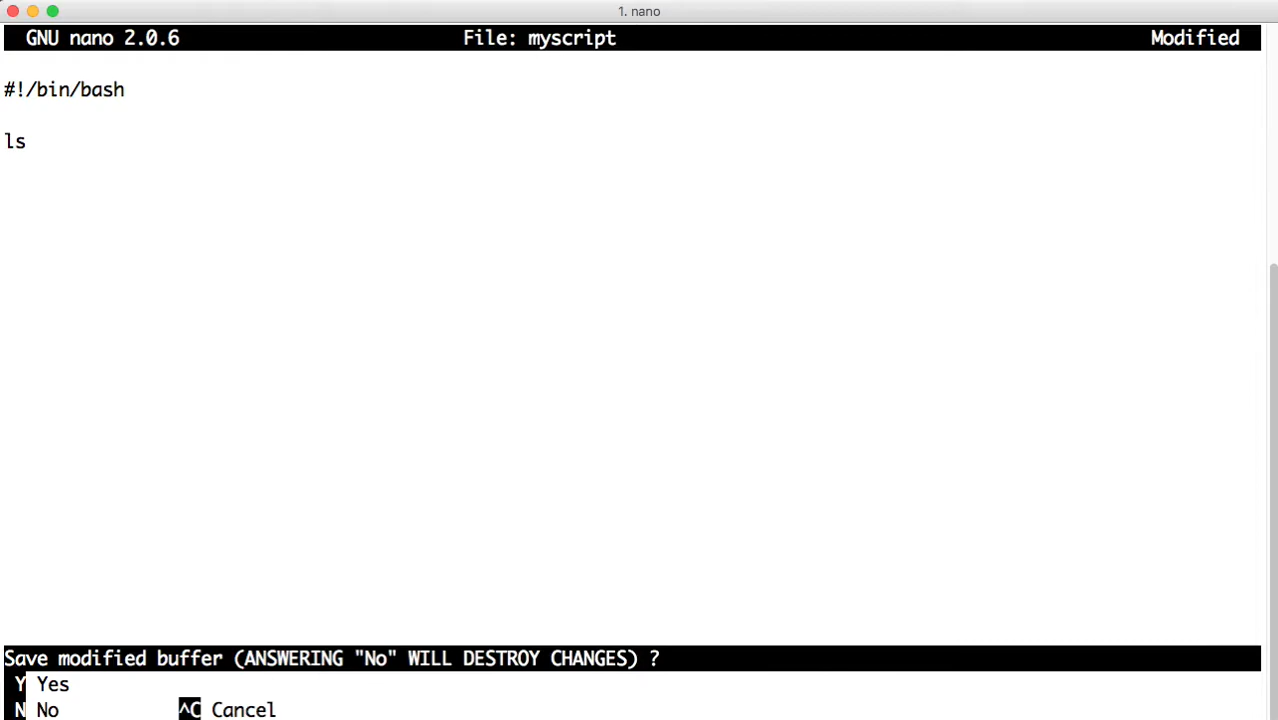 1. nano
GNU nano 2.0.6 File: myscript Modified
#!/bin/bash
ls
Save modified buffer (ANSWERING "No" WILL DESTROY CHANGES) ?
Y Yes
N No ^C Cancel